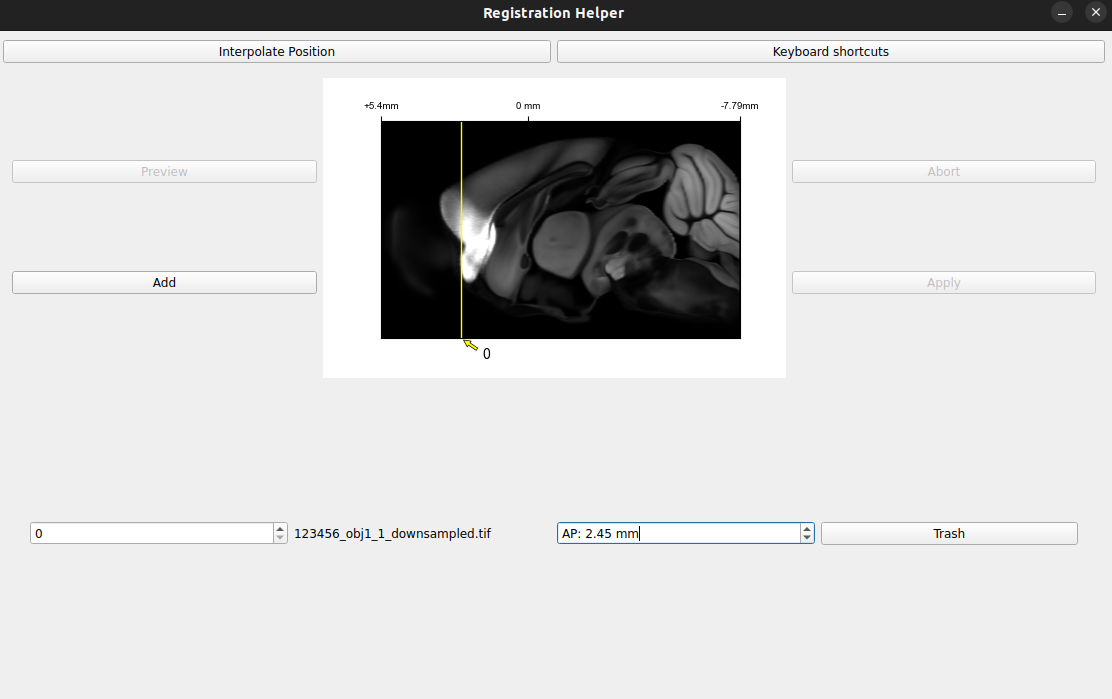 Registration Helper
Interpolate Position
Keyboard shortcuts
+5.4mm
0 mm
-7.79mm
Preview
Abort
Add
Apply
0
0
123456_obj1_1_downsampled.tif
AP: 2.45 mm
Trash